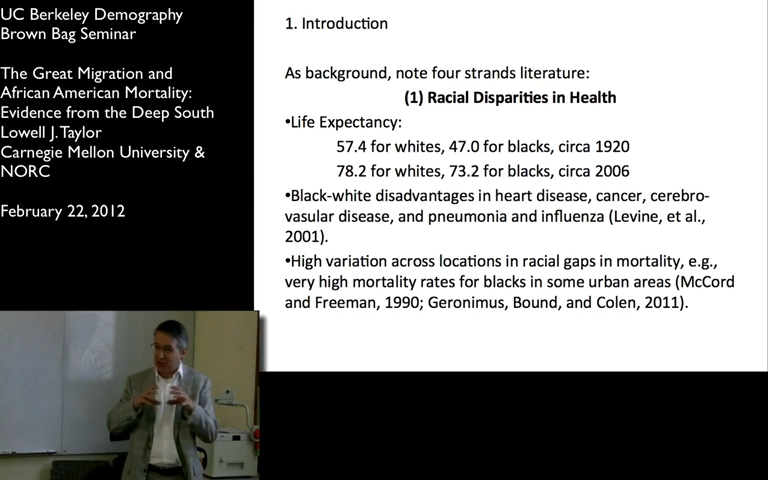 UC Berkeley Demography
Brown Bag Seminar
The Great Migration and
African American Mortality:
Evidence from the Deep South
Lowell J. Taylor
Carnegie Mellon University &
NORC
February 22, 2012
1. Introduction
As background, note four strands literature:
(1) Racial Disparities in Health
•Life Expectancy:
57.4 for whites, 47.0 for blacks, circa 1920
78.2 for whites, 73.2 for blacks, circa 2006
•Black-white disadvantages in heart disease, cancer, cerebro-
vasular disease, and pneumonia and influenza (Levine, et al.,
2001).
•High variation across locations in racial gaps in mortality, e.g.,
very high mortality rates for blacks in some urban areas (McCord
and Freeman, 1990; Geronimus, Bound, and Colen, 2011).